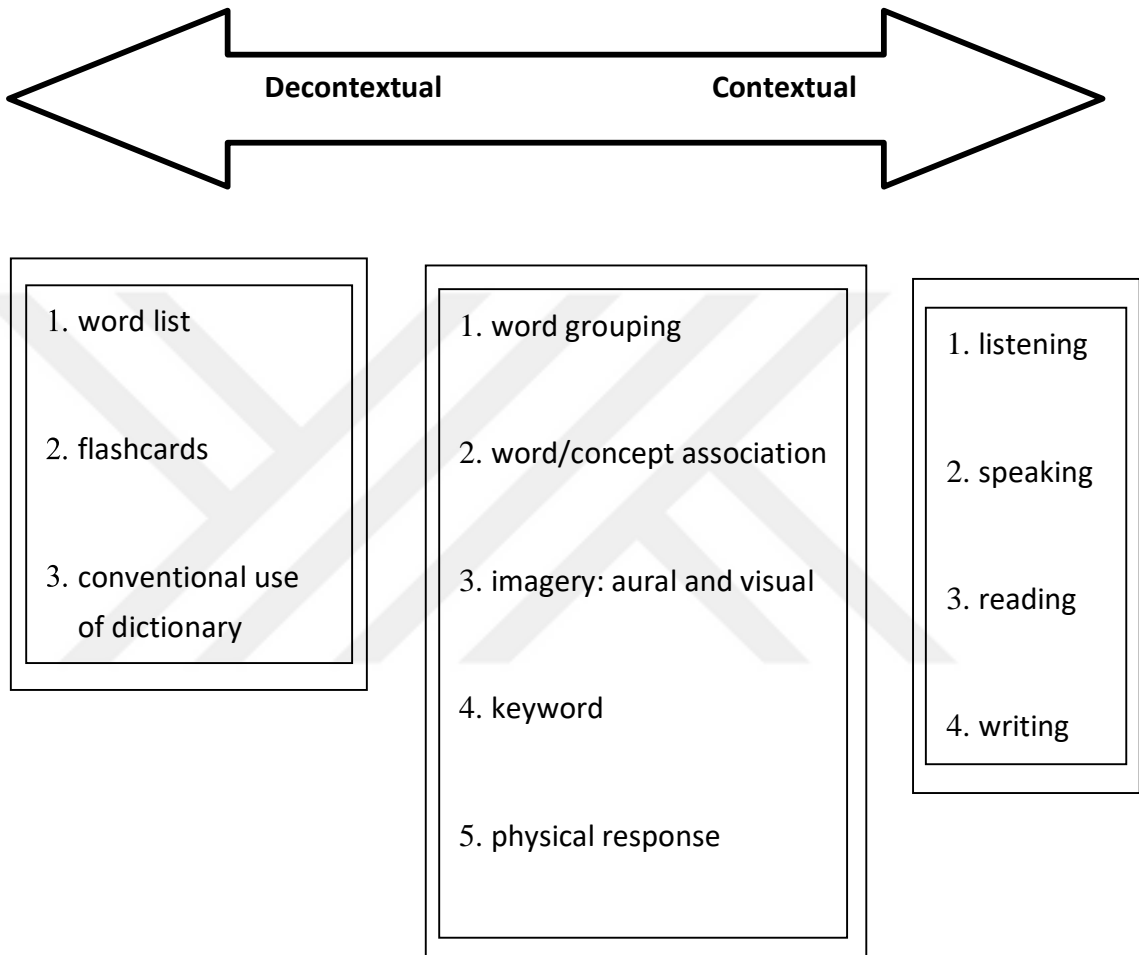 Decontextual Contextual
1. word list
2. flashcards
3. conventional use
of dictionary
1. word grouping
2. word/concept association
3. imagery: aural and visual
4. keyword
5. physical response
1. listening
2. speaking
3. reading
4. writing